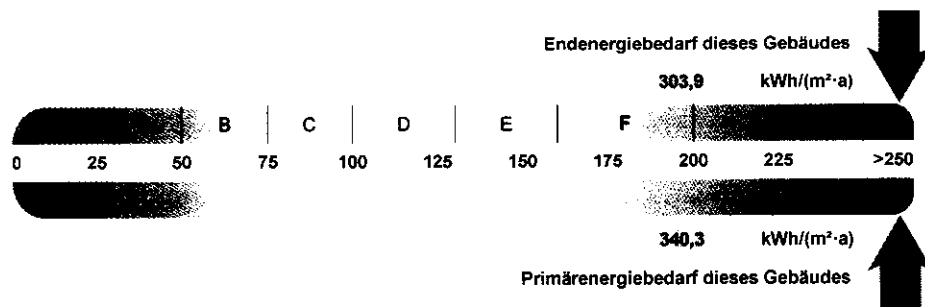 Endenergiebedarf dieses Gebäudes
303,9 kWh/(m²·a)
B C D E F
0 25 50 75 100 125 150 175 200 225 >250
340,3 kWh/(m²·a)
Primärenergiebedarf dieses Gebäudes